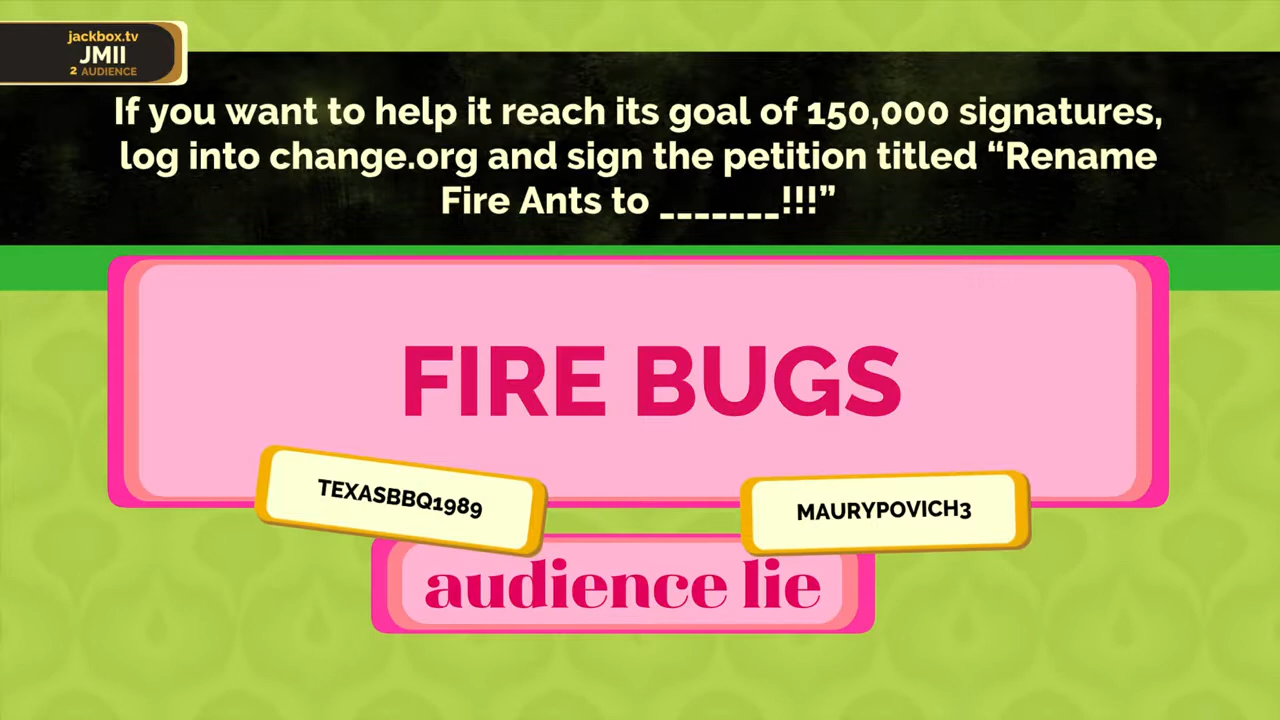 jackbox.tv
JMII
2 AUDIENCE
If you want to help it reach its goal of 150,000 signatures,
log into change.org and sign the petition titled “Rename
Fire Ants to _______!!!”
FIRE BUGS
TEXASBBQ1989
MAURYPOVICH3
audience lie